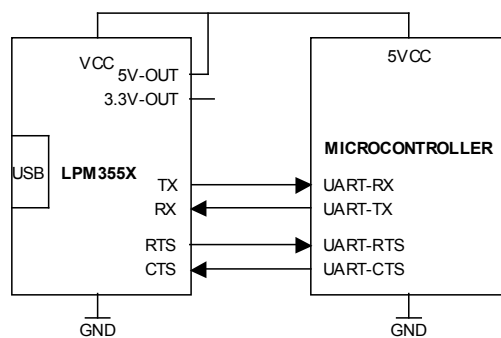 VCC
5V-OUT
3.3V-OUT
USB
LPM355X
TX
RX
RTS
CTS
GND
5VCC
MICROCONTROLLER
UART-RX
UART-TX
UART-RTS
UART-CTS
GND